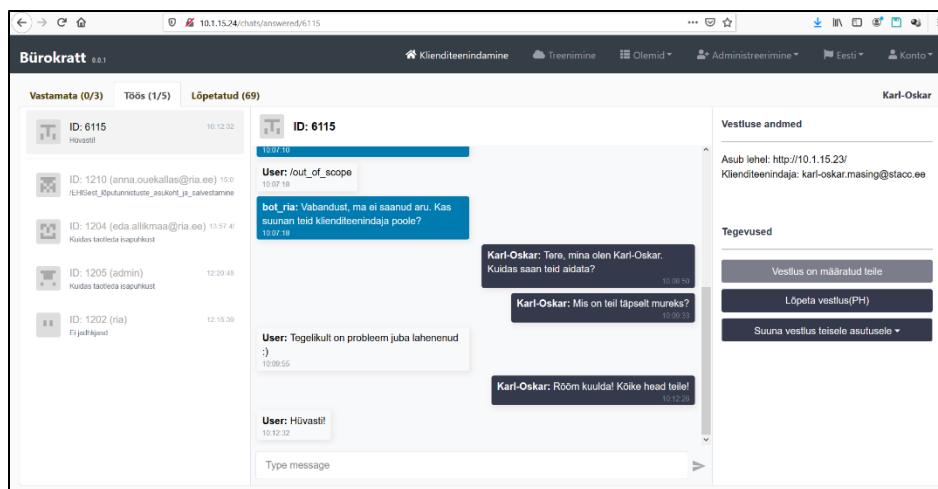 10.1.15.24/chats/answered/6115
Bürokratt 0.0.1
Klienditeenindamine
Treenimine
Olemid
Administreerimine
Eesti
Konto
Vastamata (0/3)
Töös (1/5)
Lõpetatud (69)
Karl-Oskar
ID: 6115
10:12:32
Hüvasti!
ID: 1210 (anna.ouekallas@ria.ee) 15:0
/EHISest_lõputunnistuste_asukoht_ja_salvestamine
ID: 1204 (eda.allikmaa@ria.ee) 13:57:4
Kuidas taotleda isapuhkust
ID: 1205 (admin)
12:20:48
Kuidas taotleda isapuhkust
ID: 1202 (ria)
12:15:39
Ei jadhkjasd
ID: 6115
10:07:10
User: /out_of_scope
10:07:18
bot_ria: Vabandust, ma ei saanud aru. Kas
suunan teid klienditeenindaja poole?
10:07:18
Karl-Oskar: Tere, mina olen Karl-Oskar.
Kuidas saan teid aidata?
10:08:50
Karl-Oskar: Mis on teil täpselt mureks?
10:09:33
User: Tegelikult on probleem juba lahenenud
:)
10:09:55
Karl-Oskar: Rõõm kuulda! Kõike head teile!
10:12:26
User: Hüvasti!
10:12:32
Type message
Vestluse andmed
Asub lehel: http://10.1.15.23/
Klienditeenindaja: karl-oskar.masing@stacc.ee
Tegevused
Vestlus on määratud teile
Lõpeta vestlus(PH)
Suuna vestlus teisele asutusele